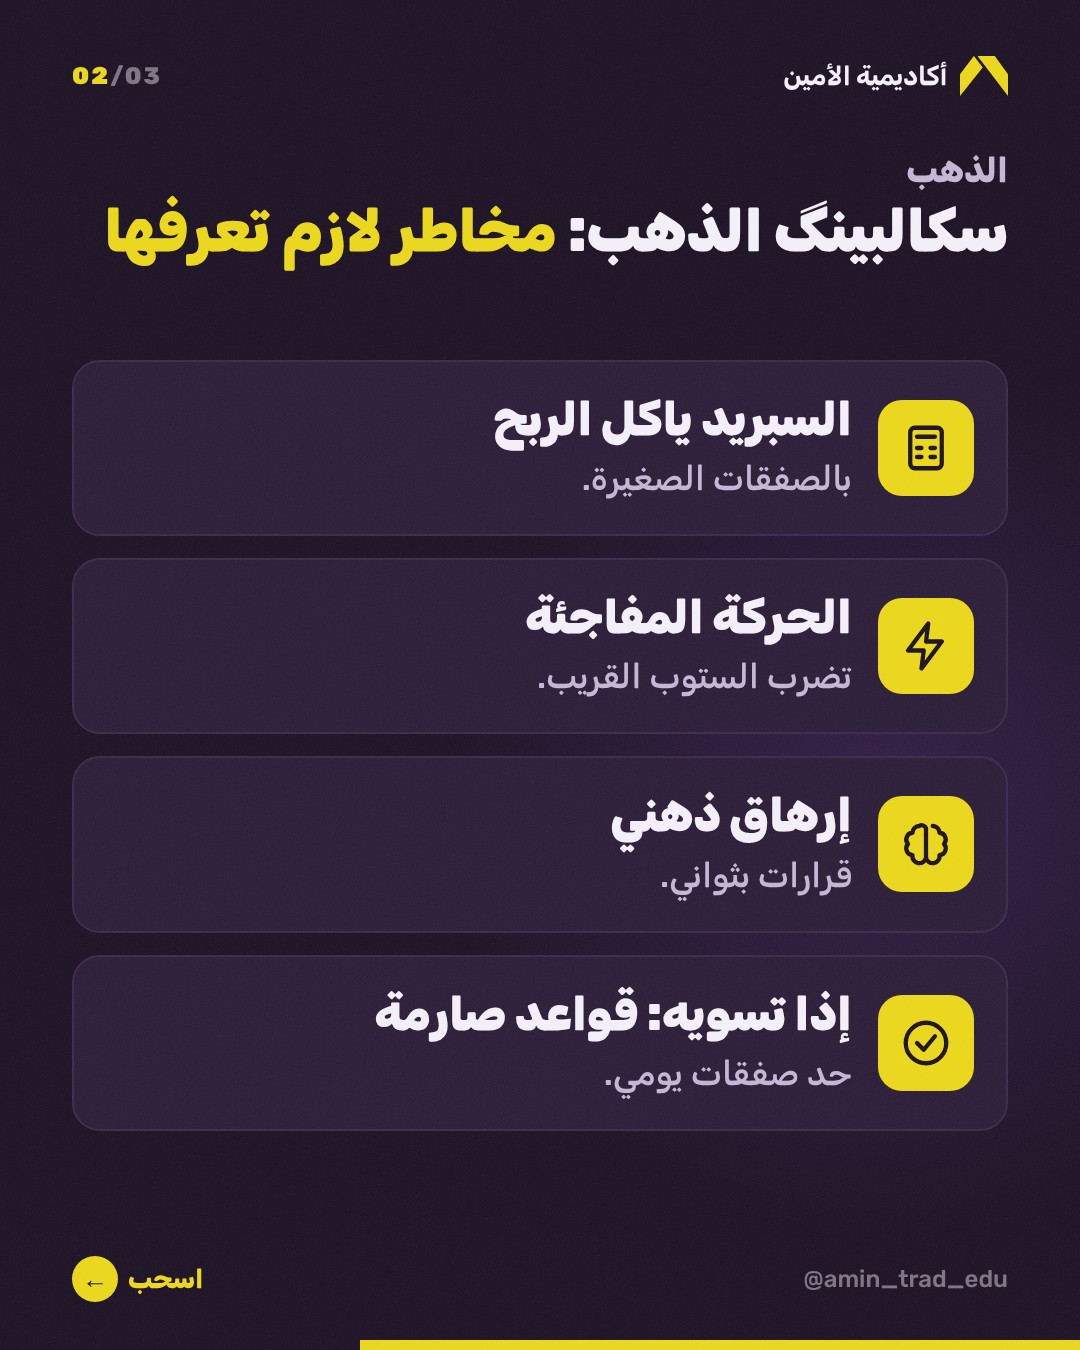 أكاديمية الأمين
02/03
الذهب
سكالبينگ الذهب: مخاطر لازم تعرفها
السبريد ياكل الربح
بالصفقات الصغيرة.
الحركة المفاجئة
تضرب الستوب القريب.
إرهاق ذهني
قرارات بثواني.
إذا تسويه: قواعد صارمة
حد صفقات يومي.
@amin_trad_edu
اسحب ←